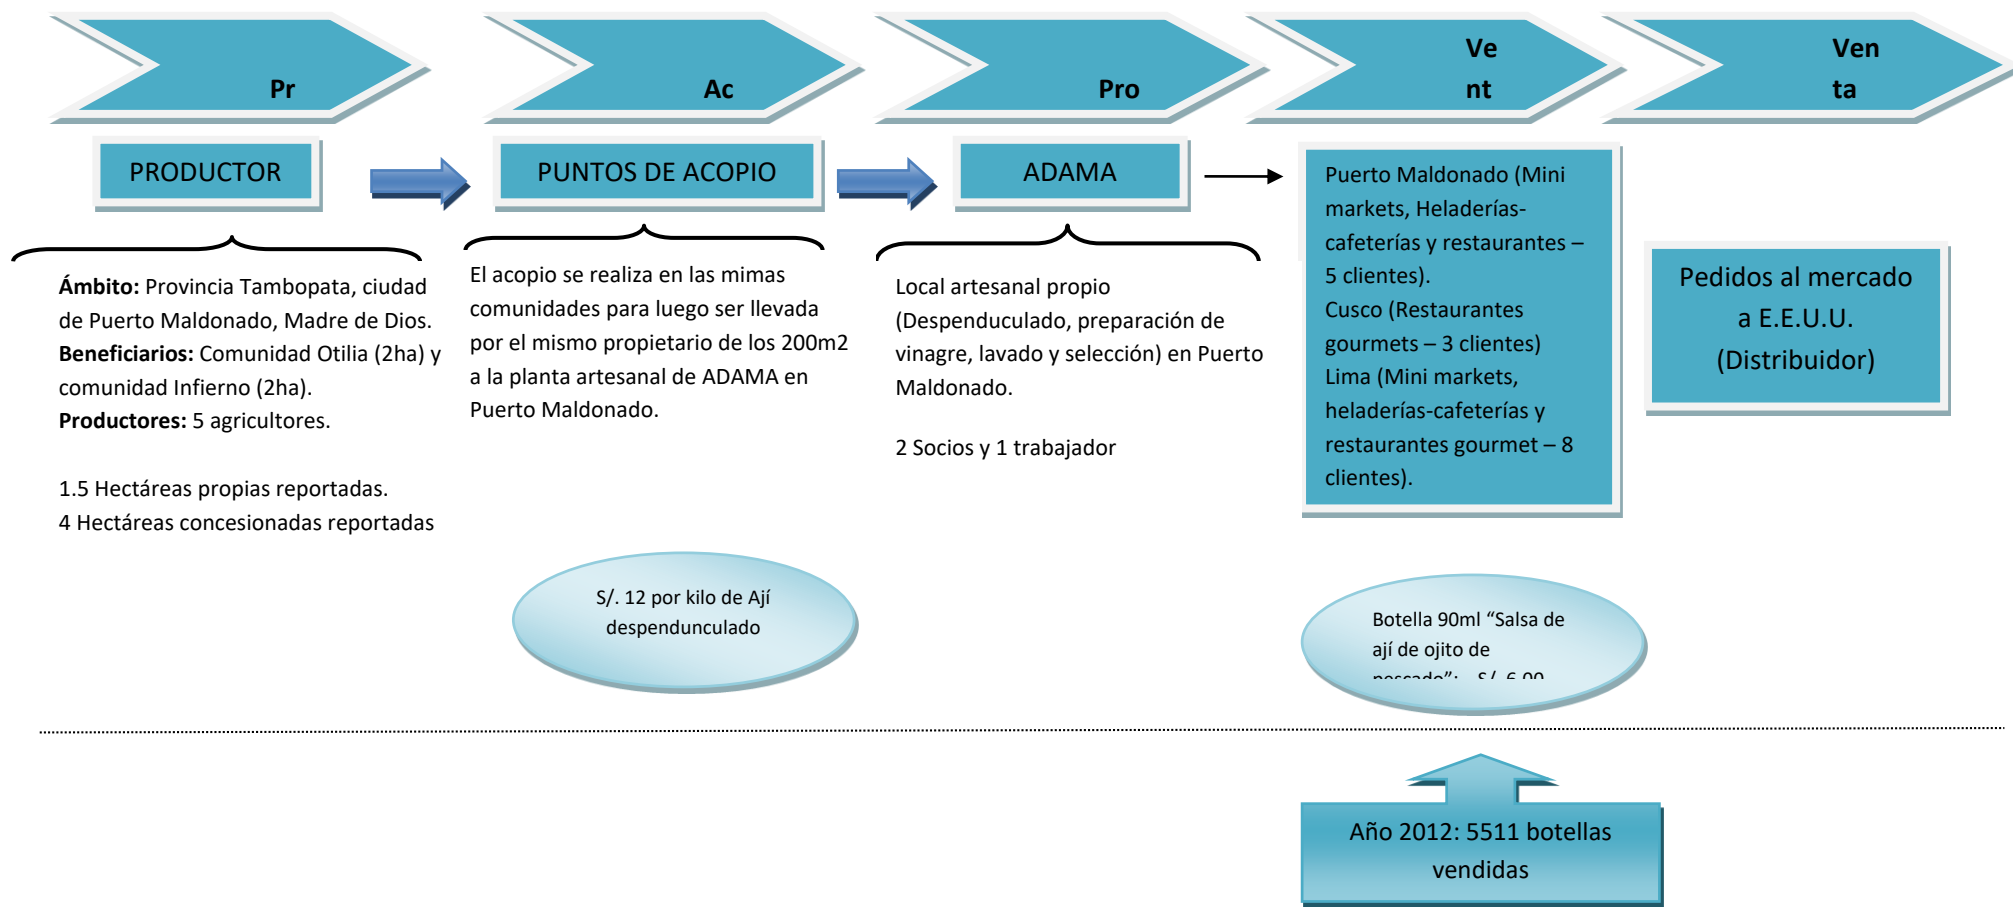 Pr
Ac
Pro
Ve
nt
Ven
ta
PRODUCTOR
PUNTOS DE ACOPIO
ADAMA
Ámbito: Provincia Tambopata, ciudad
de Puerto Maldonado, Madre de Dios.
Beneficiarios: Comunidad Otilia (2ha) y
comunidad Infierno (2ha).
Productores: 5 agricultores.
1.5 Hectáreas propias reportadas.
4 Hectáreas concesionadas reportadas
El acopio se realiza en las mimas
comunidades para luego ser llevada
por el mismo propietario de los 200m2
a la planta artesanal de ADAMA en
Puerto Maldonado.
Local artesanal propio
(Despenduculado, preparación de
vinagre, lavado y selección) en Puerto
Maldonado.
2 Socios y 1 trabajador
Puerto Maldonado (Mini
markets, Heladerías-
cafeterías y restaurantes –
5 clientes).
Cusco (Restaurantes
gourmets – 3 clientes)
Lima (Mini markets,
heladerías-cafeterías y
restaurantes gourmet – 8
clientes).
Pedidos al mercado
a E.E.U.U.
(Distribuidor)
S/. 12 por kilo de Ají
despendunculado
Botella 90ml “Salsa de
ají de ojito de
pescado”: S/. 6.00
Año 2012: 5511 botellas
vendidas